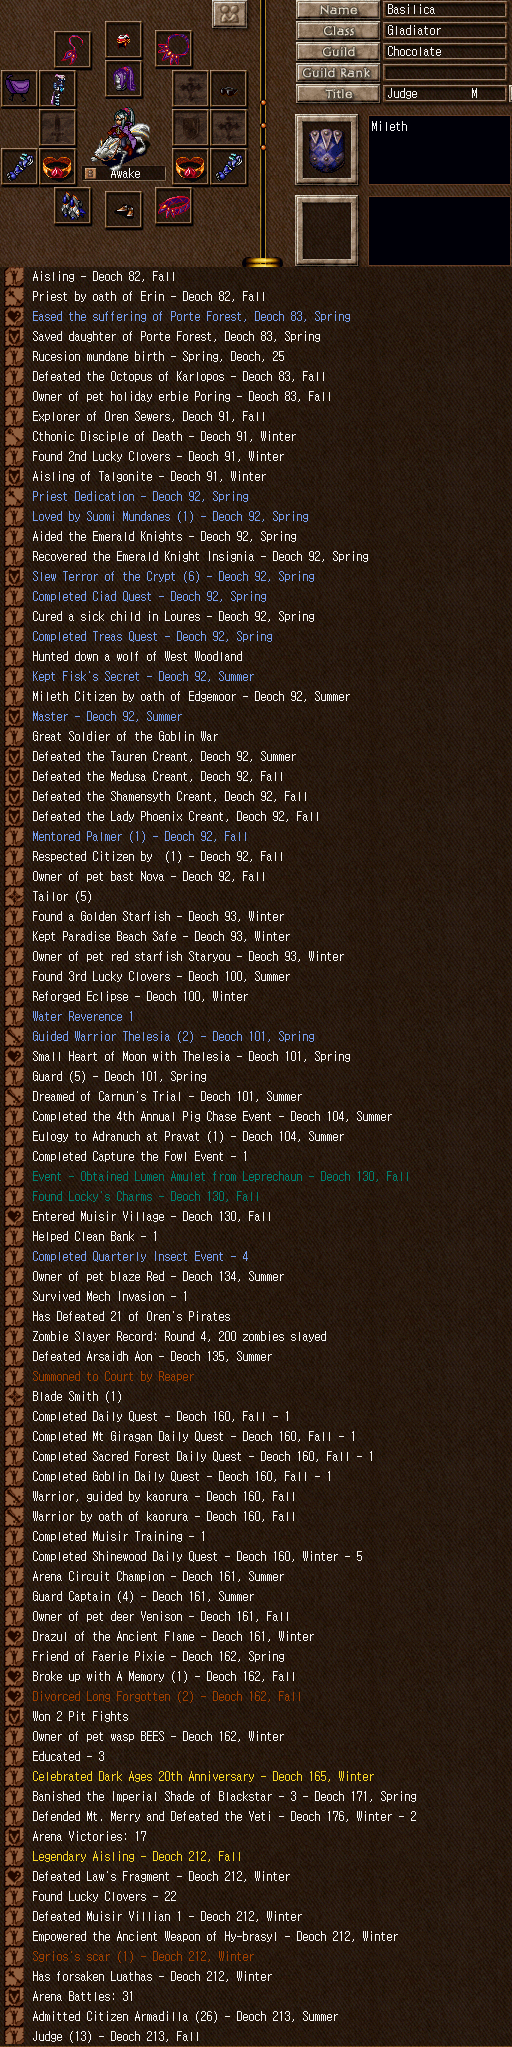 Name Basilica
Class Gladiator
Guild Chocolate
Guild Rank
Title Judge M
Mileth
Awake
Aisling - Deoch 82, Fall
Priest by oath of Erin - Deoch 82, Fall
Eased the suffering of Porte Forest, Deoch 83, Spring
Saved daughter of Porte Forest, Deoch 83, Spring
Rucesion mundane birth - Spring, Deoch, 25
Defeated the Octopus of Karlopos - Deoch 83, Fall
Owner of pet holiday erbie Poring - Deoch 83, Fall
Explorer of Oren Sewers, Deoch 91, Fall
Cthonic Disciple of Death - Deoch 91, Winter
Found 2nd Lucky Clovers - Deoch 91, Winter
Aisling of Talgonite - Deoch 91, Winter
Priest Dedication - Deoch 92, Spring
Loved by Suomi Mundanes (1) - Deoch 92, Spring
Aided the Emerald Knights - Deoch 92, Spring
Recovered the Emerald Knight Insignia - Deoch 92, Spring
Slew Terror of the Crypt (6) - Deoch 92, Spring
Completed Ciad Quest - Deoch 92, Spring
Cured a sick child in Loures - Deoch 92, Spring
Completed Treas Quest - Deoch 92, Spring
Hunted down a wolf of West Woodland
Kept Fisk's Secret - Deoch 92, Summer
Mileth Citizen by oath of Edgemoor - Deoch 92, Summer
Master - Deoch 92, Summer
Great Soldier of the Goblin War
Defeated the Tauren Creant, Deoch 92, Summer
Defeated the Medusa Creant, Deoch 92, Fall
Defeated the Shamensyth Creant, Deoch 92, Fall
Defeated the Lady Phoenix Creant, Deoch 92, Fall
Mentored Palmer (1) - Deoch 92, Fall
Respected Citizen by  (1) - Deoch 92, Fall
Owner of pet bast Nova - Deoch 92, Fall
Tailor (5)
Found a Golden Starfish - Deoch 93, Winter
Kept Paradise Beach Safe - Deoch 93, Winter
Owner of pet red starfish Staryou - Deoch 93, Winter
Found 3rd Lucky Clovers - Deoch 100, Summer
Reforged Eclipse - Deoch 100, Winter
Water Reverence 1
Guided Warrior Thelesia (2) - Deoch 101, Spring
Small Heart of Moon with Thelesia - Deoch 101, Spring
Guard (5) - Deoch 101, Spring
Dreamed of Carnun's Trial - Deoch 101, Summer
Completed the 4th Annual Pig Chase Event - Deoch 104, Summer
Eulogy to Adranuch at Pravat (1) - Deoch 104, Summer
Completed Capture the Fowl Event - 1
Event - Obtained Lumen Amulet from Leprechaun - Deoch 130, Fall
Found Locky's Charms - Deoch 130, Fall
Entered Muisir Village - Deoch 130, Fall
Helped Clean Bank - 1
Completed Quarterly Insect Event - 4
Owner of pet blaze Red - Deoch 134, Summer
Survived Mech Invasion - 1
Has Defeated 21 of Oren's Pirates
Zombie Slayer Record: Round 4, 200 zombies slayed
Defeated Arsaidh Aon - Deoch 135, Summer
Summoned to Court by Reaper
Blade Smith (1)
Completed Daily Quest - Deoch 160, Fall - 1
Completed Mt Giragan Daily Quest - Deoch 160, Fall - 1
Completed Sacred Forest Daily Quest - Deoch 160, Fall - 1
Completed Goblin Daily Quest - Deoch 160, Fall - 1
Warrior, guided by kaorura - Deoch 160, Fall
Warrior by oath of kaorura - Deoch 160, Fall
Completed Muisir Training - 1
Completed Shinewood Daily Quest - Deoch 160, Winter - 5
Arena Circuit Champion - Deoch 161, Summer
Guard Captain (4) - Deoch 161, Summer
Owner of pet deer Venison - Deoch 161, Fall
Drazul of the Ancient Flame - Deoch 161, Winter
Friend of Faerie Pixie - Deoch 162, Spring
Broke up with A Memory (1) - Deoch 162, Fall
Divorced Long Forgotten (2) - Deoch 162, Fall
Won 2 Pit Fights
Owner of pet wasp BEES - Deoch 162, Winter
Educated - 3
Celebrated Dark Ages 20th Anniversary - Deoch 165, Winter
Banished the Imperial Shade of Blackstar - 3 - Deoch 171, Spring
Defended Mt. Merry and Defeated the Yeti - Deoch 176, Winter - 2
Arena Victories: 17
Legendary Aisling - Deoch 212, Fall
Defeated Law's Fragment - Deoch 212, Winter
Found Lucky Clovers - 22
Defeated Muisir Villian 1 - Deoch 212, Winter
Empowered the Ancient Weapon of Hy-brasyl - Deoch 212, Winter
Sgrios's scar (1) - Deoch 212, Winter
Has forsaken Luathas - Deoch 212, Winter
Arena Battles: 31
Admitted Citizen Armadilla (26) - Deoch 213, Summer
Judge (13) - Deoch 213, Fall